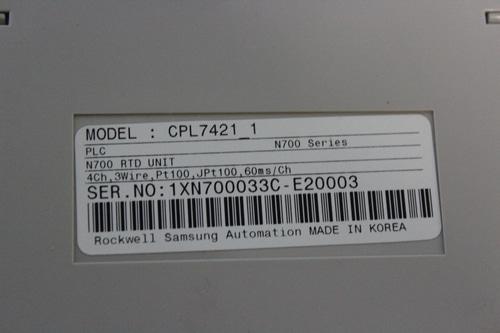 MODEL : CPL7421_1
PLC N700 Series
N700 RTD UNIT
4Ch,3Wire,Pt100,JPt100,60ms/Ch
SER.NO:1XN700033C-E20003
Rockwell Samsung Automation MADE IN KOREA